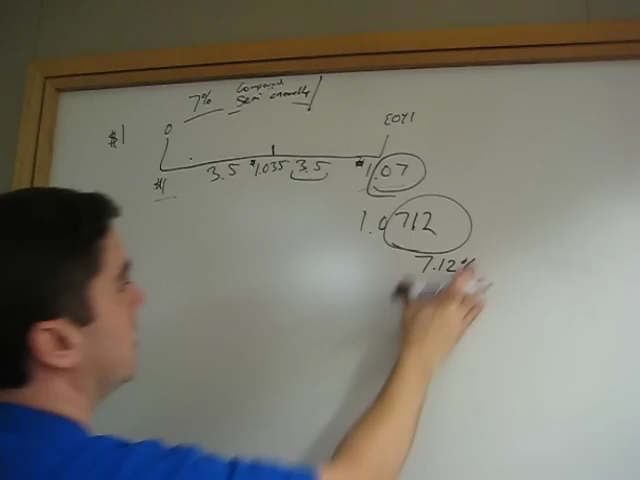 7% Compound
semi annually
$1 0 EOY1
$1 3.5 $1.035 3.5 $1.07
1.0712
7.12%